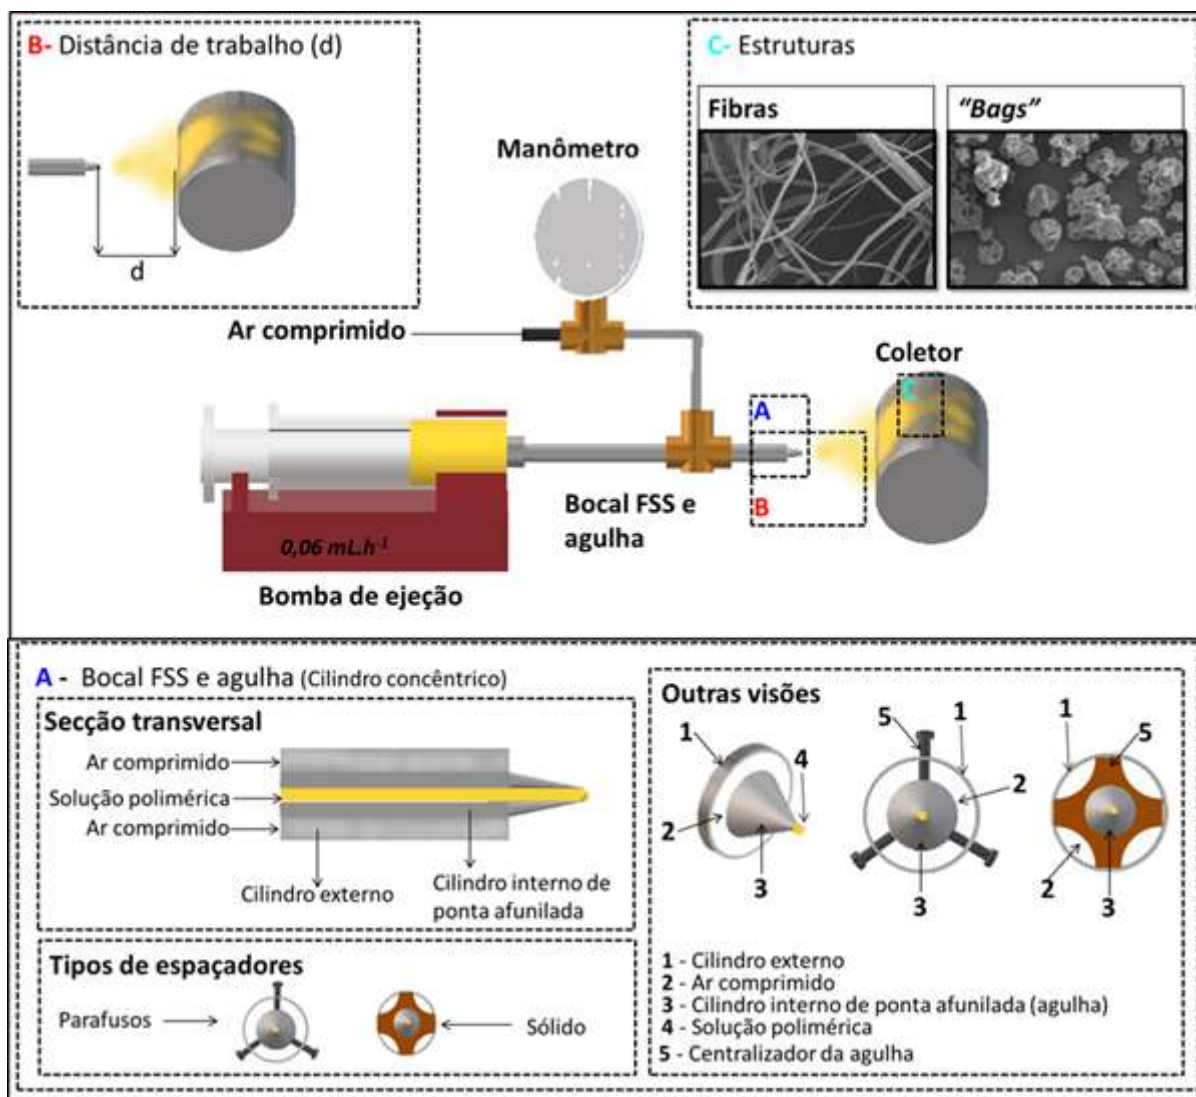 B- Distância de trabalho (d)
d
C- Estruturas
Fibras
"Bags"
Manômetro
Ar comprimido
Coletor
C
A
B
Bocal FSS e
agulha
0,06 mL.h-1
Bomba de ejeção
A - Bocal FSS e agulha (Cilindro concêntrico)
Secção transversal
Ar comprimido
Solução polimérica
Ar comprimido
Cilindro externo
Cilindro interno de
ponta afunilada
Tipos de espaçadores
Parafusos
Sólido
Outras visões
1
2
3
4
5
1
2
3
1
5
2
3
1 - Cilindro externo
2 - Ar comprimido
3 - Cilindro interno de ponta afunilada (agulha)
4 - Solução polimérica
5 - Centralizador da agulha